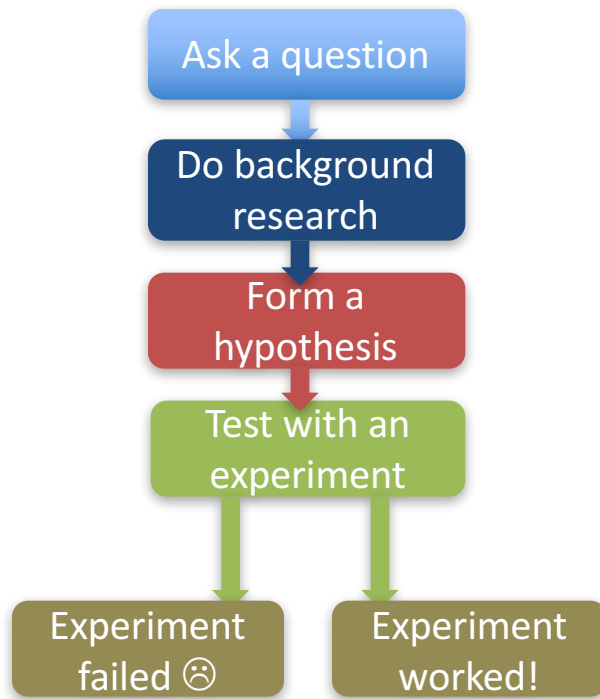 Ask a question
Do background
research
Form a
hypothesis
Test with an
experiment
Experiment
failed ☹
Experiment
worked!